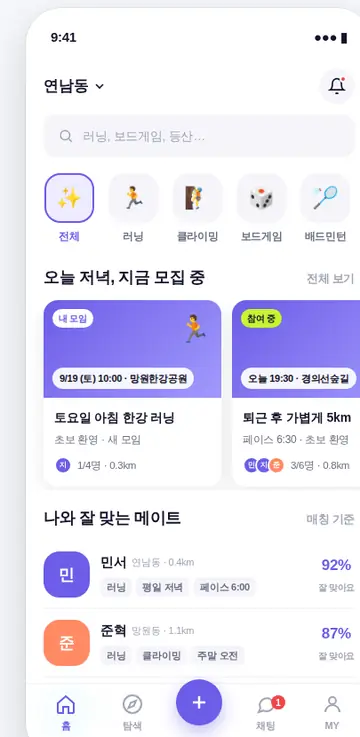 9:41
연남동
러닝, 보드게임, 등산…
전체
러닝
클라이밍
보드게임
배드민턴
오늘 저녁, 지금 모집 중
전체 보기
내 모임
9/19 (토) 10:00 · 망원한강공원
토요일 아침 한강 러닝
초보 환영 · 새 모임
지 1/4명 · 0.3km
참여 중
오늘 19:30 · 경의선숲길
퇴근 후 가볍게 5km
페이스 6:30 · 초보 환영
민 지 준 3/6명 · 0.8km
나와 잘 맞는 메이트
매칭 기준
민
민서 연남동 · 0.4km
러닝 평일 저녁 페이스 6:00
92%
잘 맞아요
준
준혁 망원동 · 1.1km
러닝 클라이밍 주말 오전
87%
잘 맞아요
홈
탐색
+
1
채팅
MY